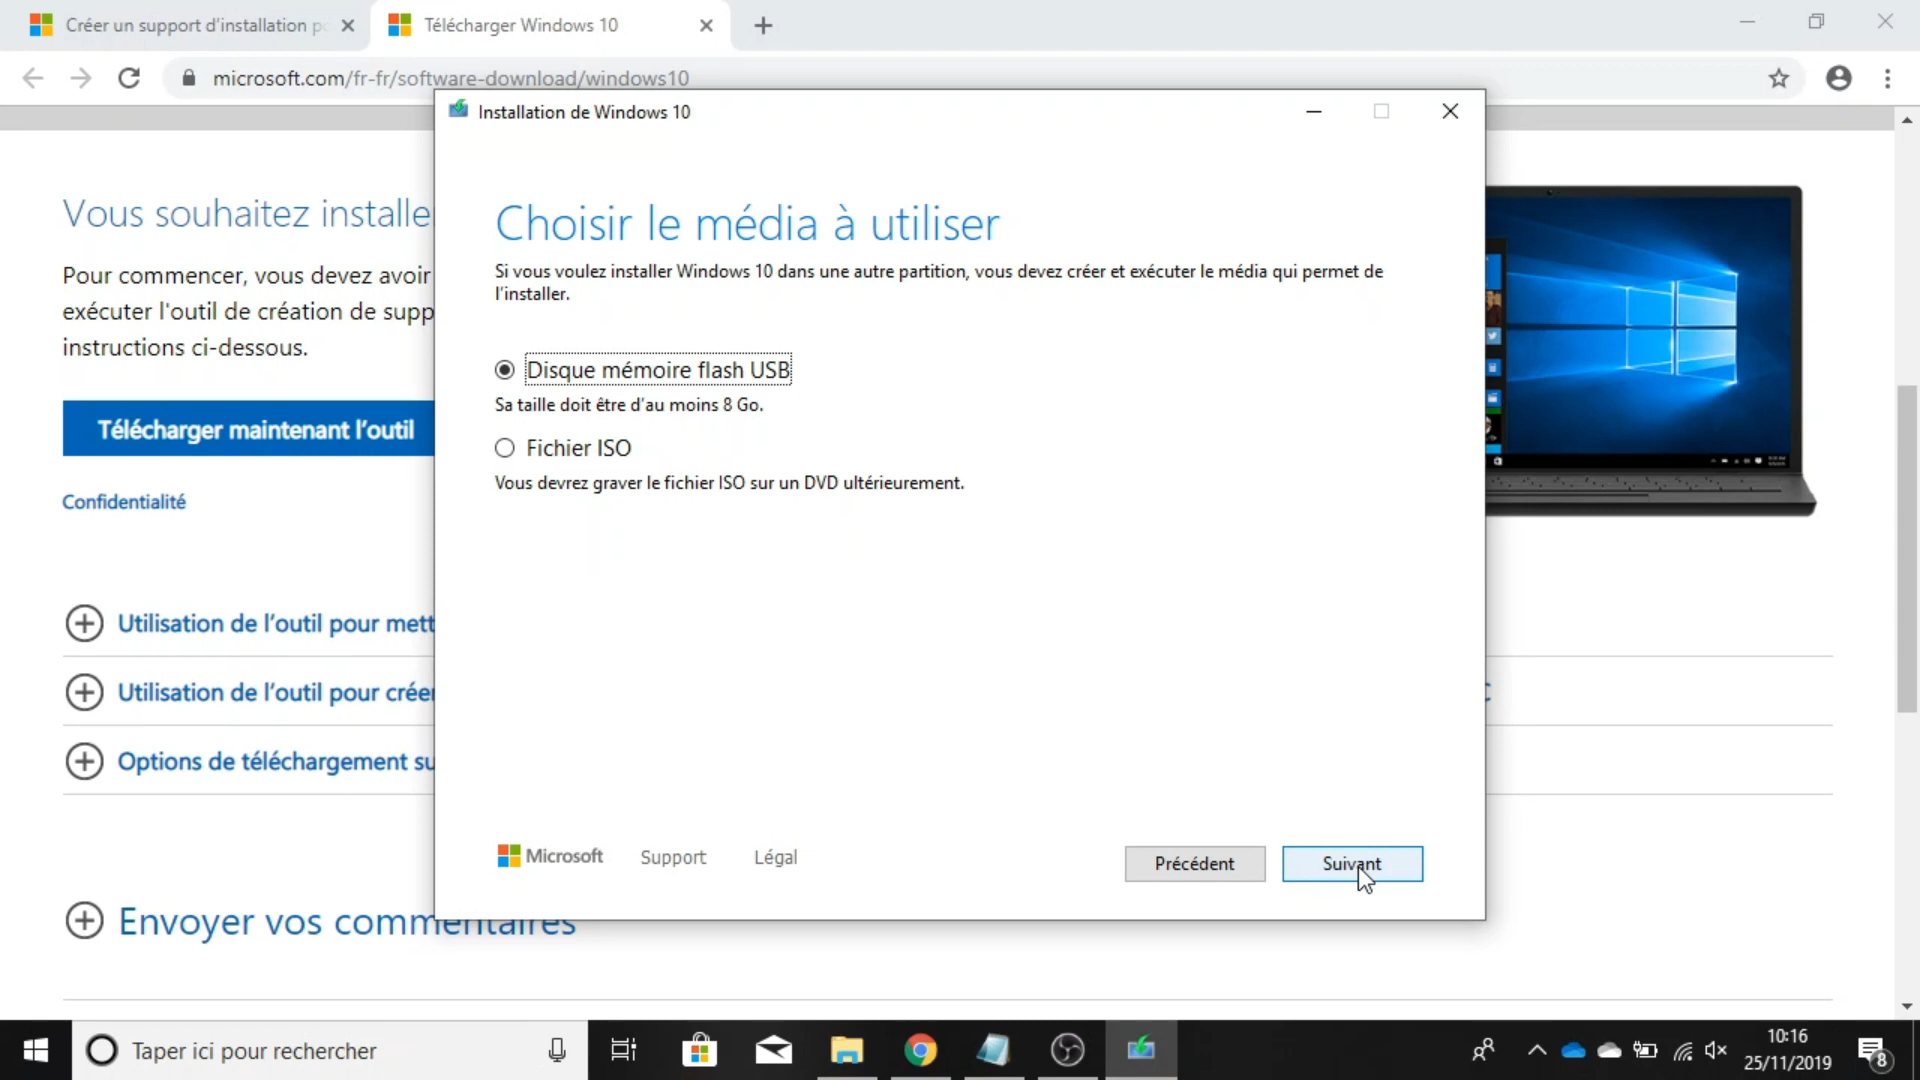 Créer un support d'installation p
Télécharger Windows 10
microsoft.com/fr-fr/software-download/windows10
Installation de Windows 10
Vous souhaitez installe
Pour commencer, vous devez avoir
exécuter l'outil de création de supp
instructions ci-dessous.
Télécharger maintenant l'outil
Confidentialité
Choisir le média à utiliser
Si vous voulez installer Windows 10 dans une autre partition, vous devez créer et exécuter le média qui permet de
l'installer.
Disque mémoire flash USB
Sa taille doit être d'au moins 8 Go.
Fichier ISO
Vous devrez graver le fichier ISO sur un DVD ultérieurement.
Utilisation de l'outil pour mett
Utilisation de l'outil pour créer
Options de téléchargement su
Microsoft
Support
Légal
Précédent
Suivant
Envoyer vos commentaires
Taper ici pour rechercher
10:16
25/11/2019
8